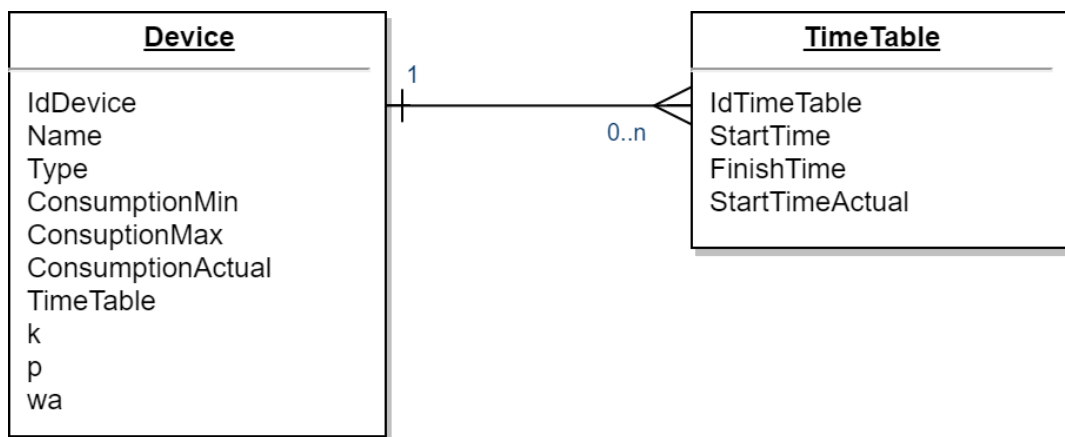 Device
IdDevice
Name
Type
ConsumptionMin
ConsuptionMax
ConsumptionActual
TimeTable
k
p
wa
1
0..n
TimeTable
IdTimeTable
StartTime
FinishTime
StartTimeActual